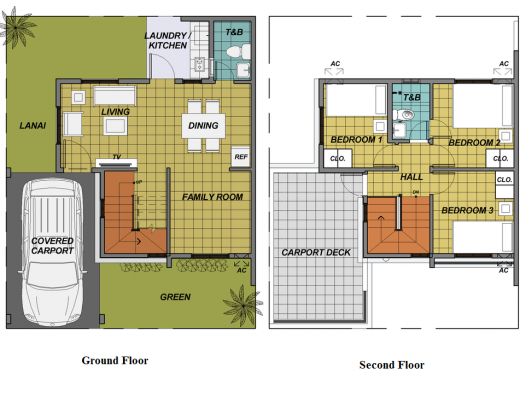 LAUNDRY /
KITCHEN
T&B
LANAI
LIVING
DINING
TV
REF
UP
FAMILY ROOM
COVERED
CARPORT
AC
GREEN
Ground Floor
AC
AC
T&B
BEDROOM 1
BEDROOM 2
CLO.
CLO.
HALL
CLO.
DN
BEDROOM 3
CARPORT DECK
AC
Second Floor